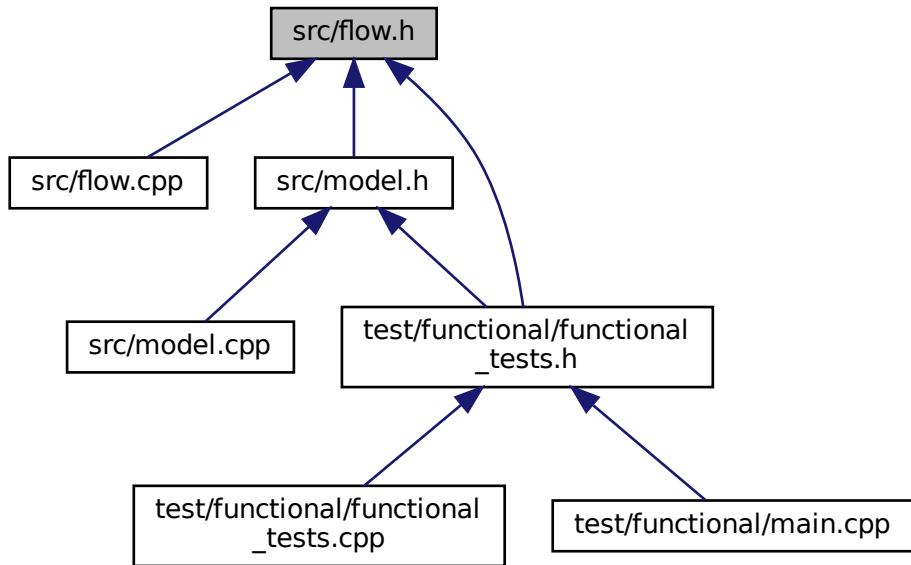 src/flow.h
src/flow.cpp
src/model.h
src/model.cpp
test/functional/functional
_tests.h
test/functional/functional
_tests.cpp
test/functional/main.cpp